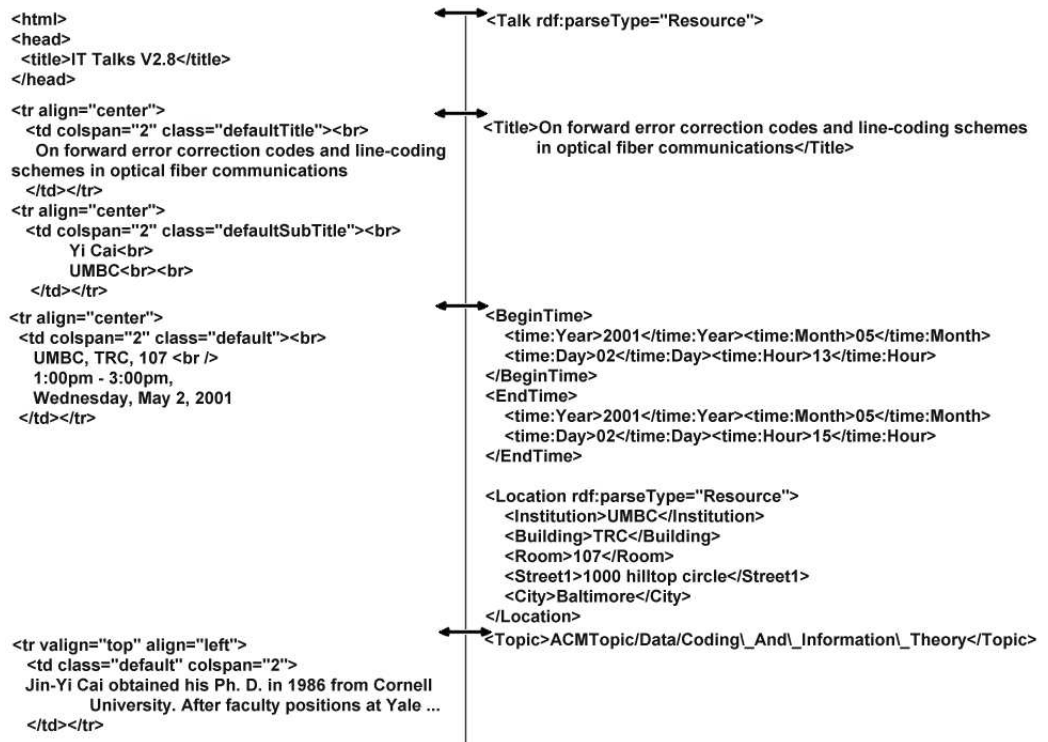 <html>
<head>
<title>IT Talks V2.8</title>
</head>
<tr align="center">
<td colspan="2" class="defaultTitle"><br>
On forward error correction codes and line-coding
schemes in optical fiber communications
</td></tr>
<tr align="center">
<td colspan="2" class="defaultSubTitle"><br>
Yi Cai<br>
UMBC<br><br>
</td></tr>
<tr align="center">
<td colspan="2" class="default"><br>
UMBC, TRC, 107 <br />
1:00pm - 3:00pm,
Wednesday, May 2, 2001
</td></tr>
<tr valign="top" align="left">
<td class="default" colspan="2">
Jin-Yi Cai obtained his Ph. D. in 1986 from Cornell
University. After faculty positions at Yale ...
</td></tr>
<Talk rdf:parseType="Resource">
<Title>On forward error correction codes and line-coding schemes
in optical fiber communications</Title>
<BeginTime>
<time:Year>2001</time:Year><time:Month>05</time:Month>
<time:Day>02</time:Day><time:Hour>13</time:Hour>
</BeginTime>
<EndTime>
<time:Year>2001</time:Year><time:Month>05</time:Month>
<time:Day>02</time:Day><time:Hour>15</time:Hour>
</EndTime>
<Location rdf:parseType="Resource">
<Institution>UMBC</Institution>
<Building>TRC</Building>
<Room>107</Room>
<Street1>1000 hilltop circle</Street1>
<City>Baltimore</City>
</Location>
<Topic>ACMTopic/Data/Coding\_And\_Information\_Theory</Topic>